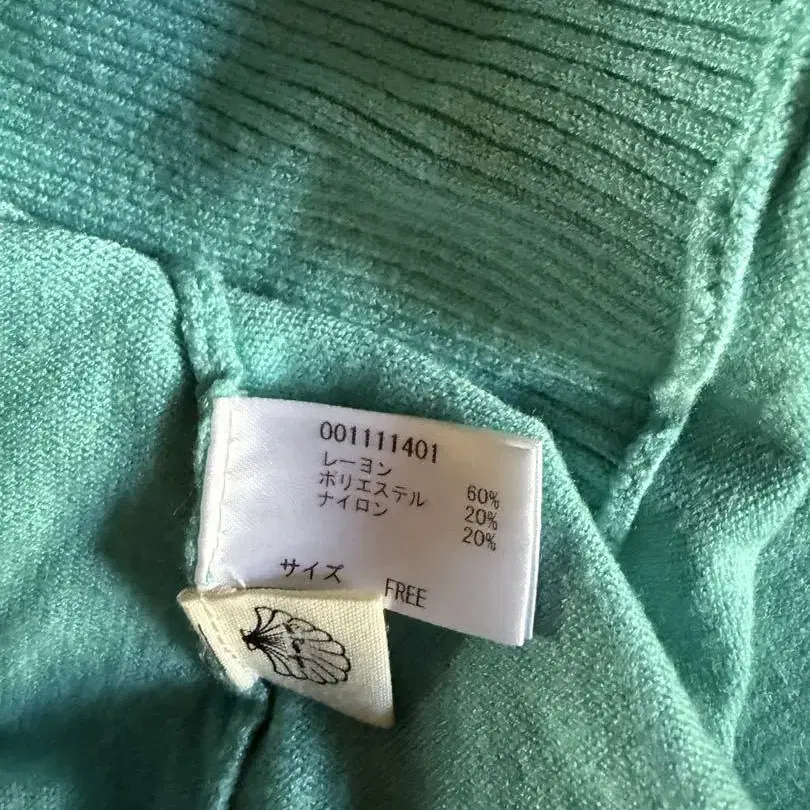 001111401
レーヨン 60%
ポリエステル 20%
ナイロン 20%
サイズ FREE